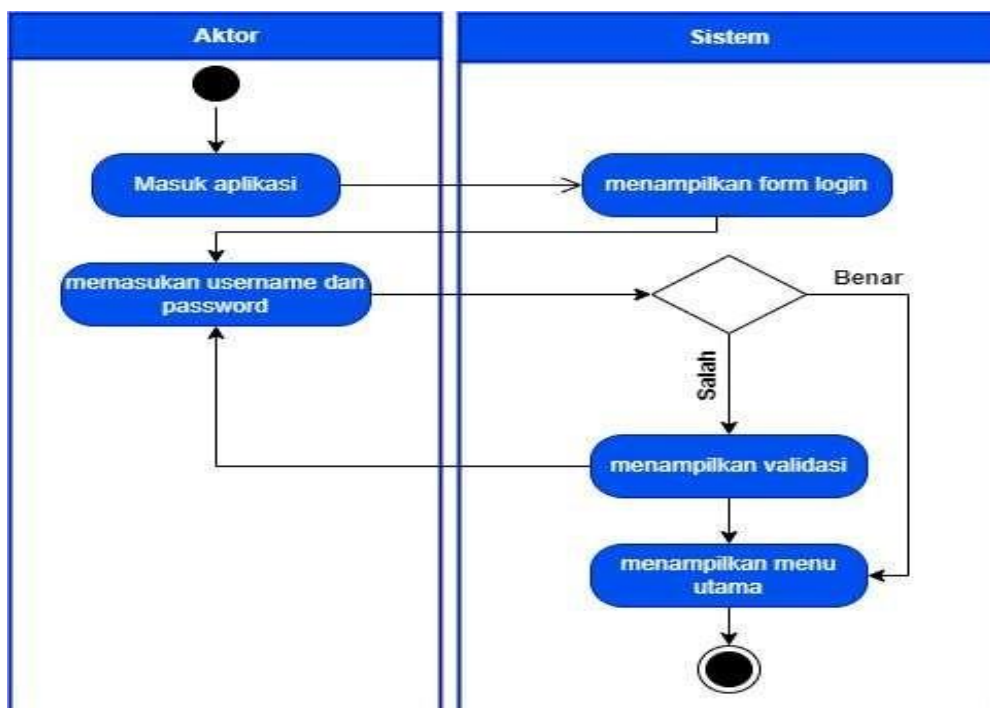 Aktor
Sistem
Masuk aplikasi
menampilkan form login
memasukan username dan
password
Benar
Salah
menampilkan validasi
menampilkan menu
utama